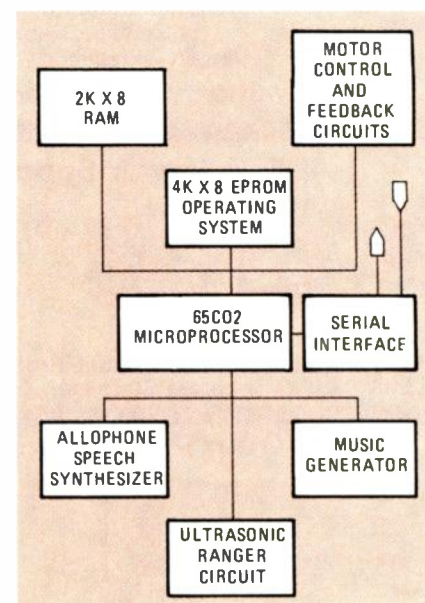 2K X 8
RAM
MOTOR
CONTROL
AND
FEEDBACK
CIRCUITS
4K X 8 EPROM
OPERATING
SYSTEM
65C02
MICROPROCESSOR
SERIAL
INTERFACE
ALLOPHONE
SPEECH
SYNTHESIZER
MUSIC
GENERATOR
ULTRASONIC
RANGER
CIRCUIT